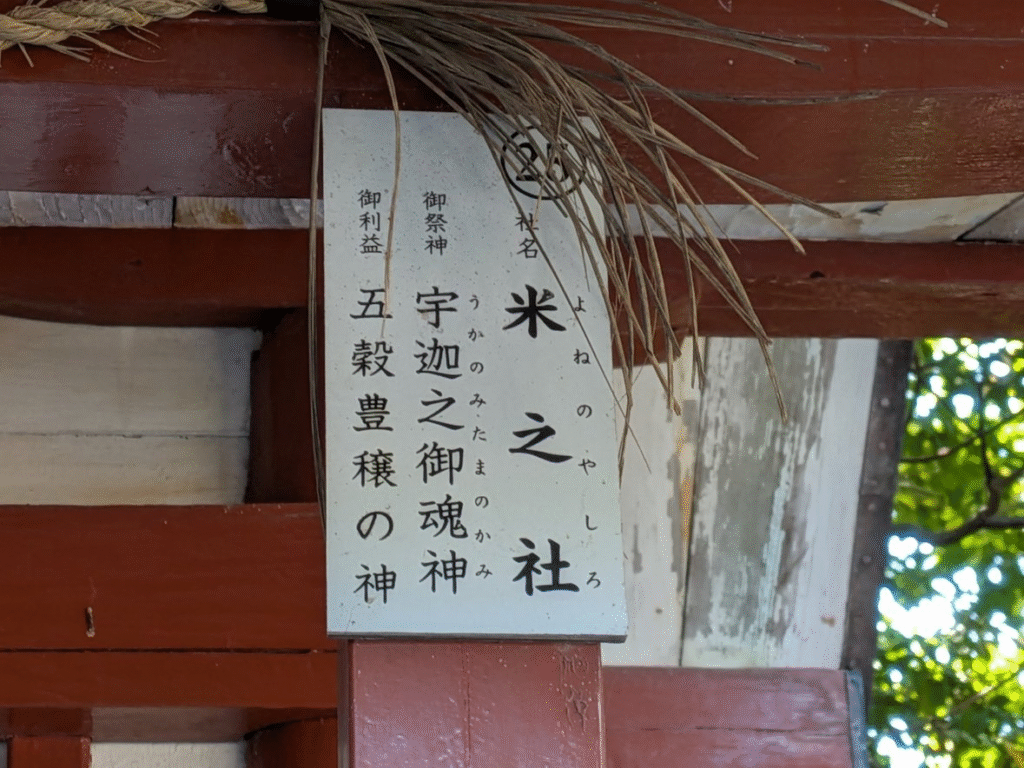 社名
米之社
よねのやしろ
御祭神
宇迦之御魂神
うかのみたまのかみ
御利益
五穀豊穣の神